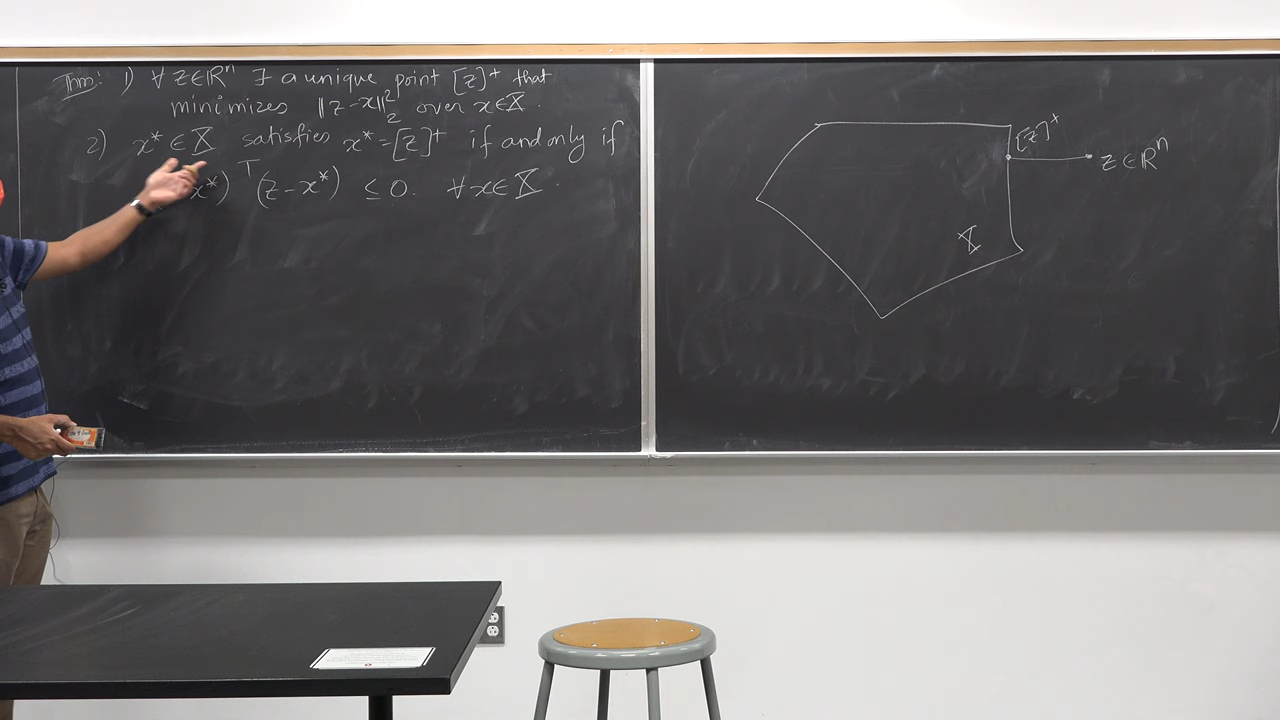 Thm: 1) ∀ z∈ℝⁿ ∃ a unique point [z]⁺ that
minimizes ‖z-x‖₂² over x∈𝕏.
2) x* ∈ 𝕏 satisfies x* = [z]⁺ if and only if
x*)ᵀ (z-x*) ≤ 0. ∀x∈𝕏.
[z]⁺
z∈ℝⁿ
𝕏